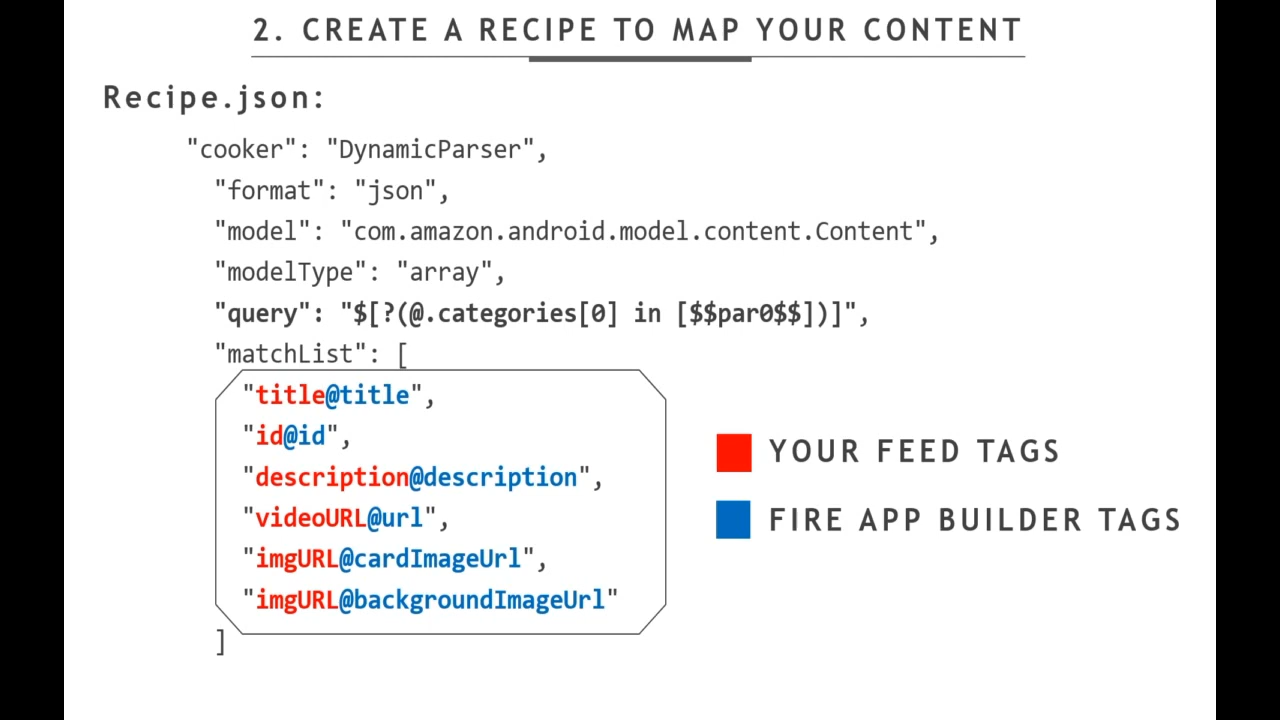 2. CREATE A RECIPE TO MAP YOUR CONTENT
Recipe.json:
"cooker": "DynamicParser",
"format": "json",
"model": "com.amazon.android.model.content.Content",
"modelType": "array",
"query": "$[?(@.categories[0] in [$$par0$$])]",
"matchList": [
"title@title",
"id@id",
"description@description",
"videoURL@url",
"imgURL@cardImageUrl",
"imgURL@backgroundImageUrl"
]
YOUR FEED TAGS
FIRE APP BUILDER TAGS